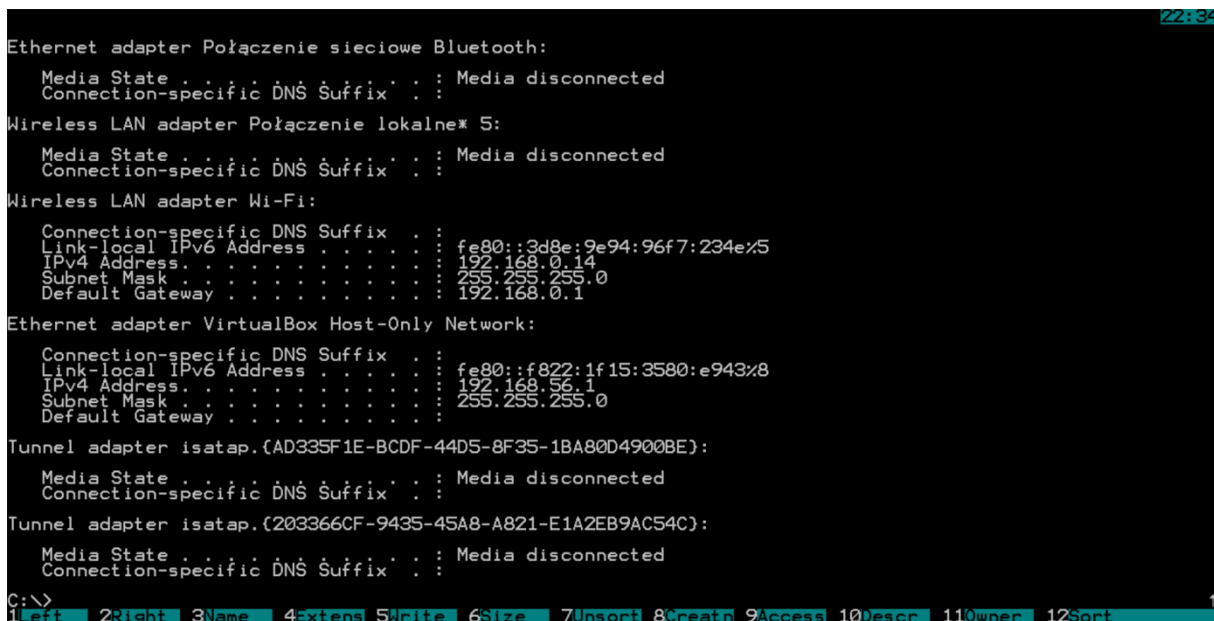 22:34
Ethernet adapter Połączenie sieciowe Bluetooth:
Media State . . . . . . . . . . . : Media disconnected
Connection-specific DNS Suffix . :
Wireless LAN adapter Połączenie lokalne* 5:
Media State . . . . . . . . . . . : Media disconnected
Connection-specific DNS Suffix . :
Wireless LAN adapter Wi-Fi:
Connection-specific DNS Suffix . :
Link-local IPv6 Address . . . . . : fe80::3d8e:9e94:96f7:234e%5
IPv4 Address. . . . . . . . . . . : 192.168.0.14
Subnet Mask . . . . . . . . . . . : 255.255.255.0
Default Gateway . . . . . . . . . : 192.168.0.1
Ethernet adapter VirtualBox Host-Only Network:
Connection-specific DNS Suffix . :
Link-local IPv6 Address . . . . . : fe80::f822:1f15:3580:e943%8
IPv4 Address. . . . . . . . . . . : 192.168.56.1
Subnet Mask . . . . . . . . . . . : 255.255.255.0
Default Gateway . . . . . . . . . :
Tunnel adapter isatap.{AD335F1E-BCDF-44D5-8F35-1BA80D4900BE}:
Media State . . . . . . . . . . . : Media disconnected
Connection-specific DNS Suffix . :
Tunnel adapter isatap.{203366CF-9435-45A8-A821-E1A2EB9AC54C}:
Media State . . . . . . . . . . . : Media disconnected
Connection-specific DNS Suffix . :
C:\> ↑
1Left 2Right 3Name 4Extens 5Write 6Size 7Unsort 8Creatn 9Access 10Descr 11Owner 12Sort